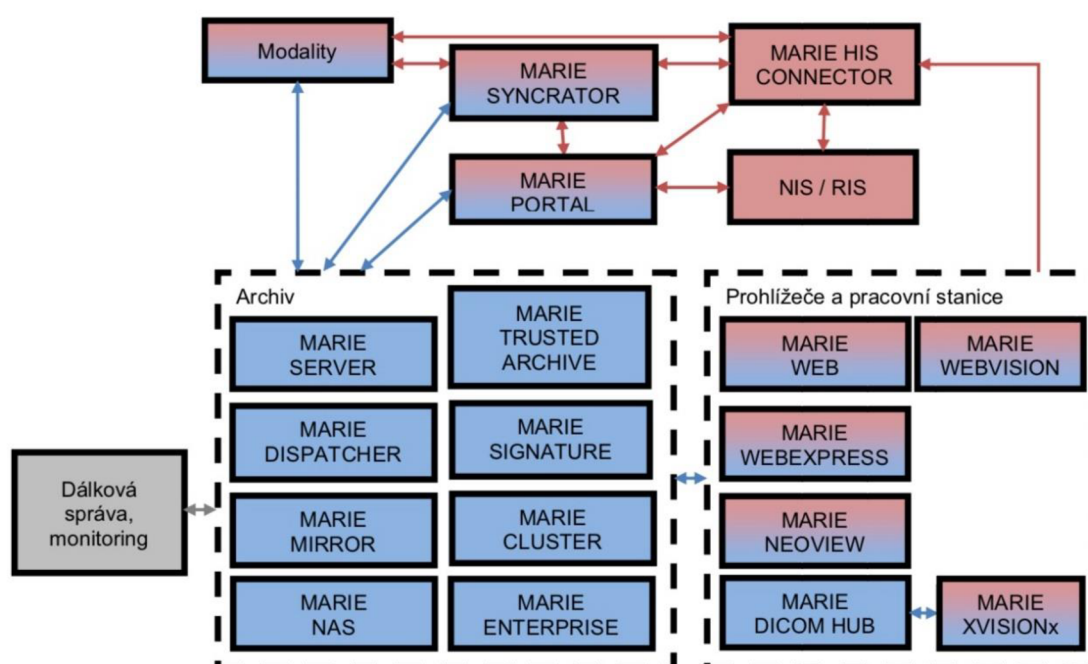 Modality
MARIE
SYNCRATOR
MARIE HIS
CONNECTOR
MARIE
PORTAL
NIS / RIS
Archiv
MARIE
SERVER
MARIE
TRUSTED
ARCHIVE
MARIE
DISPATCHER
MARIE
SIGNATURE
MARIE
MIRROR
MARIE
CLUSTER
MARIE
NAS
MARIE
ENTERPRISE
Dálková
správa,
monitoring
Prohlížeče a pracovní stanice
MARIE
WEB
MARIE
WEBVISION
MARIE
WEBEXPRESS
MARIE
NEOVIEW
MARIE
DICOM HUB
MARIE
XVISIONx